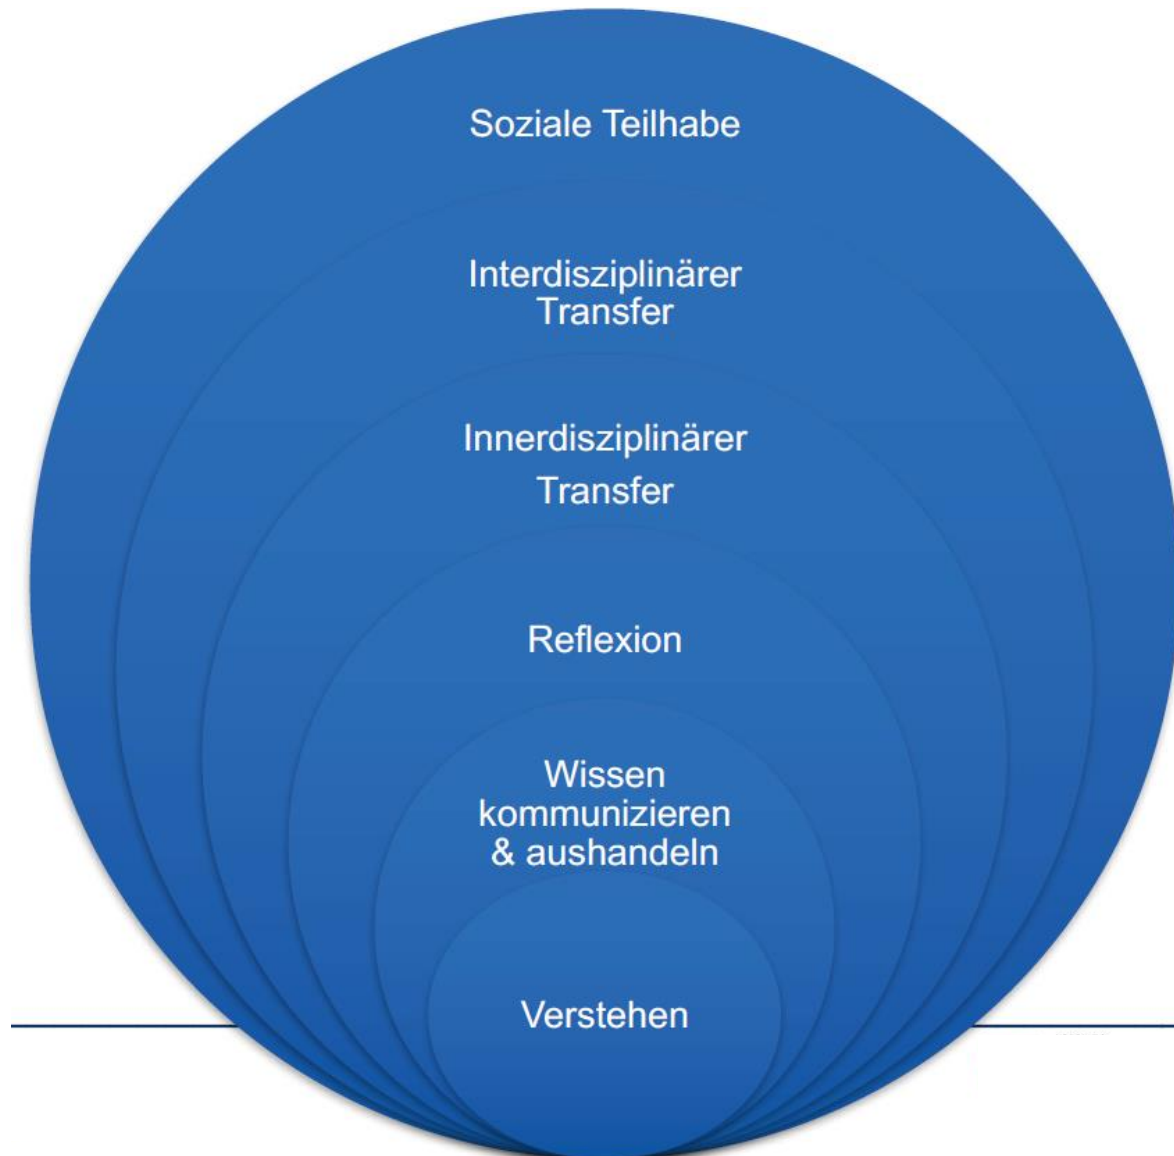 Soziale Teilhabe
Interdisziplinärer
Transfer
Innerdisziplinärer
Transfer
Reflexion
Wissen
kommunizieren
& aushandeln
Verstehen